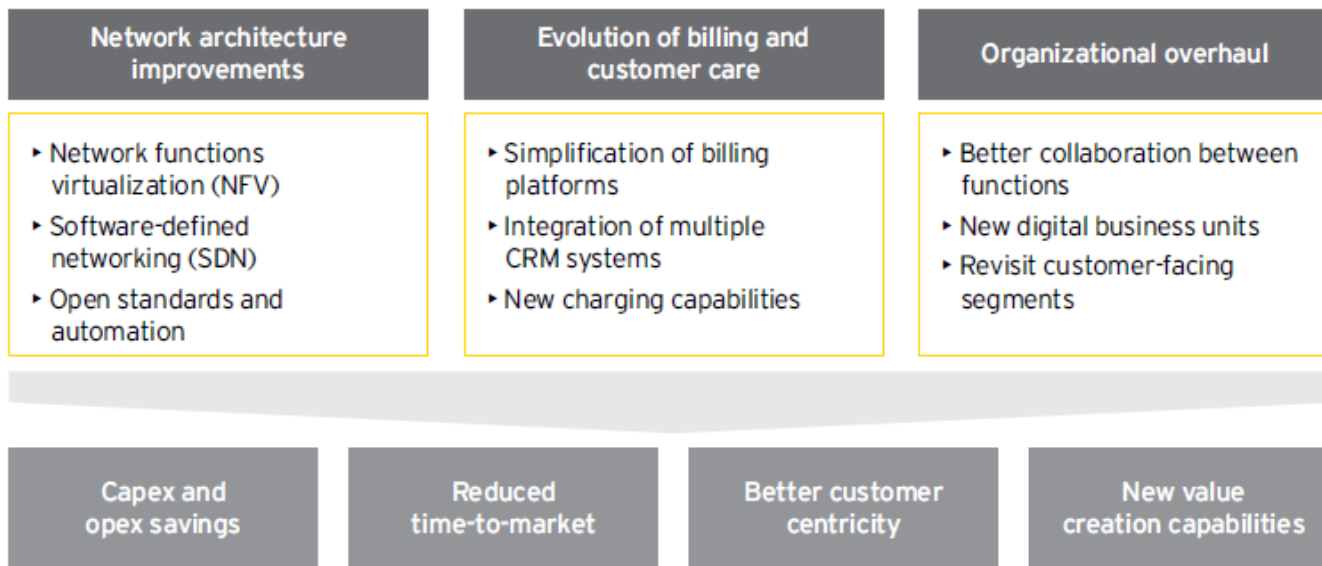 Network architecture
improvements
Evolution of billing and
customer care
Organizational overhaul
‣ Network functions
virtualization (NFV)
‣ Software-defined
networking (SDN)
‣ Open standards and
automation
‣ Simplification of billing
platforms
‣ Integration of multiple
CRM systems
‣ New charging capabilities
‣ Better collaboration between
functions
‣ New digital business units
‣ Revisit customer-facing
segments
Capex and
opex savings
Reduced
time-to-market
Better customer
centricity
New value
creation capabilities